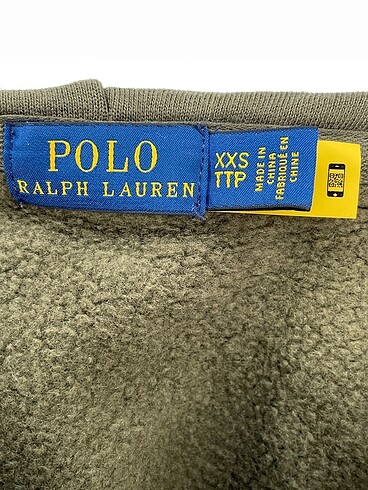 POLO
RALPH LAUREN
XXS
TTP
MADE IN
CHINA
FABRIQUÉ EN
CHINE